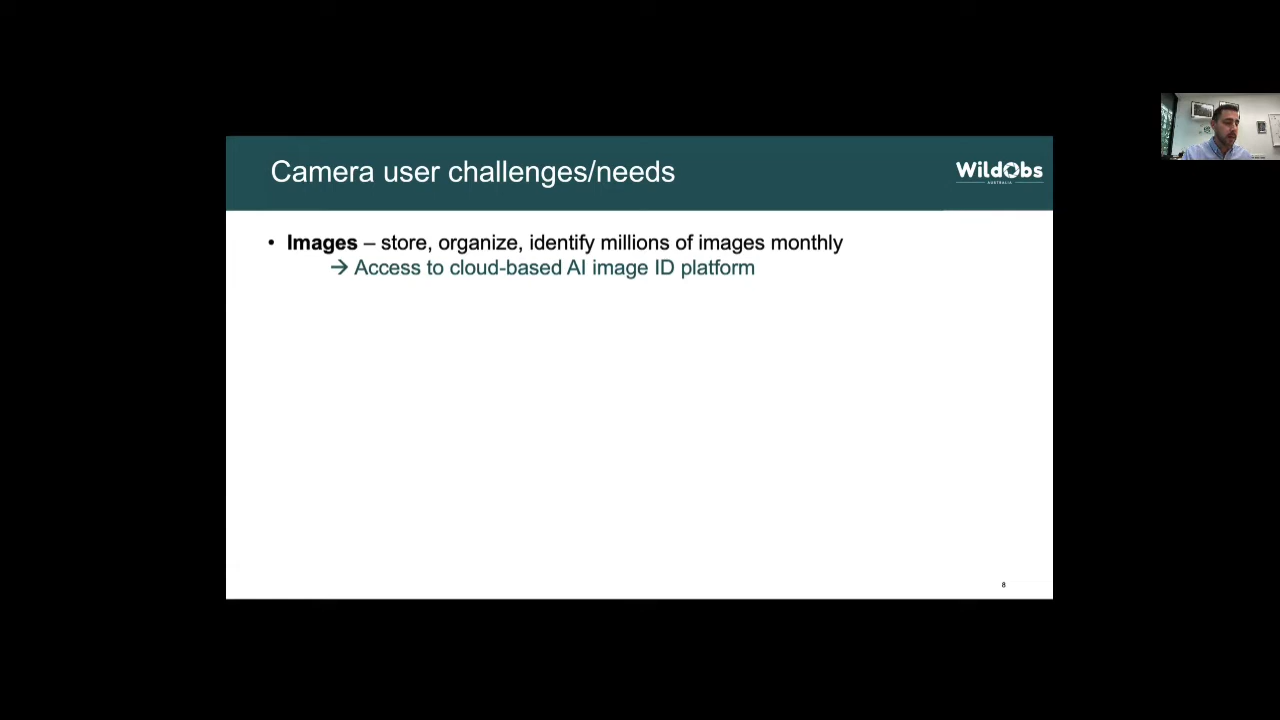 Camera user challenges/needs
WildObs
AUSTRALIA
• Images – store, organize, identify millions of images monthly
→ Access to cloud-based AI image ID platform
8